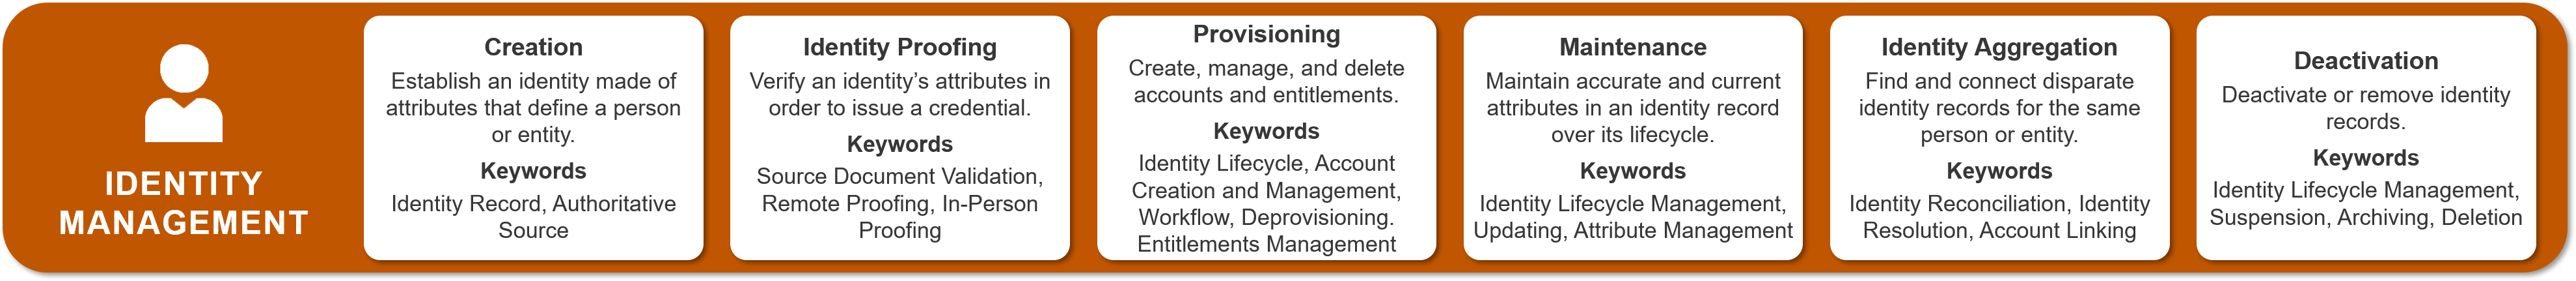 IDENTITY
MANAGEMENT
Creation
Establish an identity made of
attributes that define a person
or entity.
Keywords
Identity Record, Authoritative
Source
Identity Proofing
Verify an identity’s attributes in
order to issue a credential.
Keywords
Source Document Validation,
Remote Proofing, In-Person
Proofing
Provisioning
Create, manage, and delete
accounts and entitlements.
Keywords
Identity Lifecycle, Account
Creation and Management,
Workflow, Deprovisioning.
Entitlements Management
Maintenance
Maintain accurate and current
attributes in an identity record
over its lifecycle.
Keywords
Identity Lifecycle Management,
Updating, Attribute Management
Identity Aggregation
Find and connect disparate
identity records for the same
person or entity.
Keywords
Identity Reconciliation, Identity
Resolution, Account Linking
Deactivation
Deactivate or remove identity
records.
Keywords
Identity Lifecycle Management,
Suspension, Archiving, Deletion